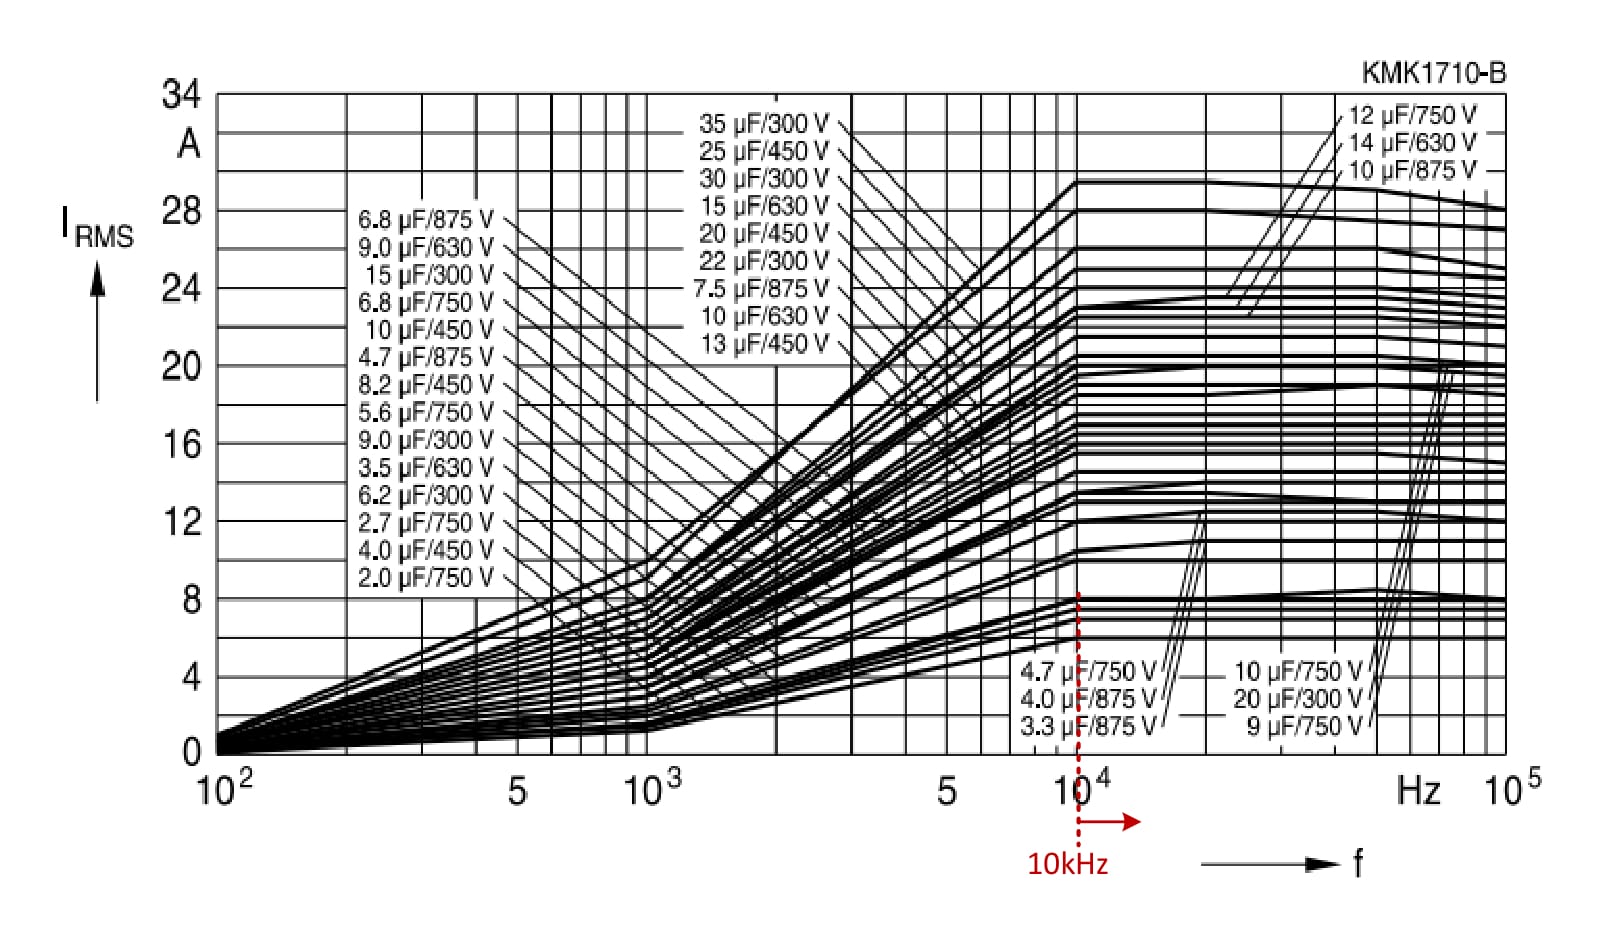 KMK1710-B
34
A
28
24
20
16
12
8
4
0
I RMS
6.8 µF/875 V
9.0 µF/630 V
15 µF/300 V
6.8 µF/750 V
10 µF/450 V
4.7 µF/875 V
8.2 µF/450 V
5.6 µF/750 V
9.0 µF/300 V
3.5 µF/630 V
6.2 µF/300 V
2.7 µF/750 V
4.0 µF/450 V
2.0 µF/750 V
35 µF/300 V
25 µF/450 V
30 µF/300 V
15 µF/630 V
20 µF/450 V
22 µF/300 V
7.5 µF/875 V
10 µF/630 V
13 µF/450 V
12 µF/750 V
14 µF/630 V
10 µF/875 V
4.7 µF/750 V
4.0 µF/875 V
3.3 µF/875 V
10 µF/750 V
20 µF/300 V
9 µF/750 V
10² 5 10³ 5 10⁴ Hz 10⁵
10kHz
f